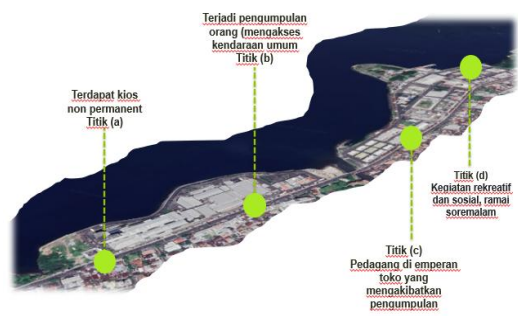 Terjadi pengumpulan
orang (mengakses
kendaraan umum
Titik (b)
Terdapat kios
non permanent
Titik (a)
Titik (d)
Kegiatan rekreatif
dan sosial, ramai
soremalam
Titik (c)
Pedagang di emperan
toko yang
mengakibatkan
pengumpulan